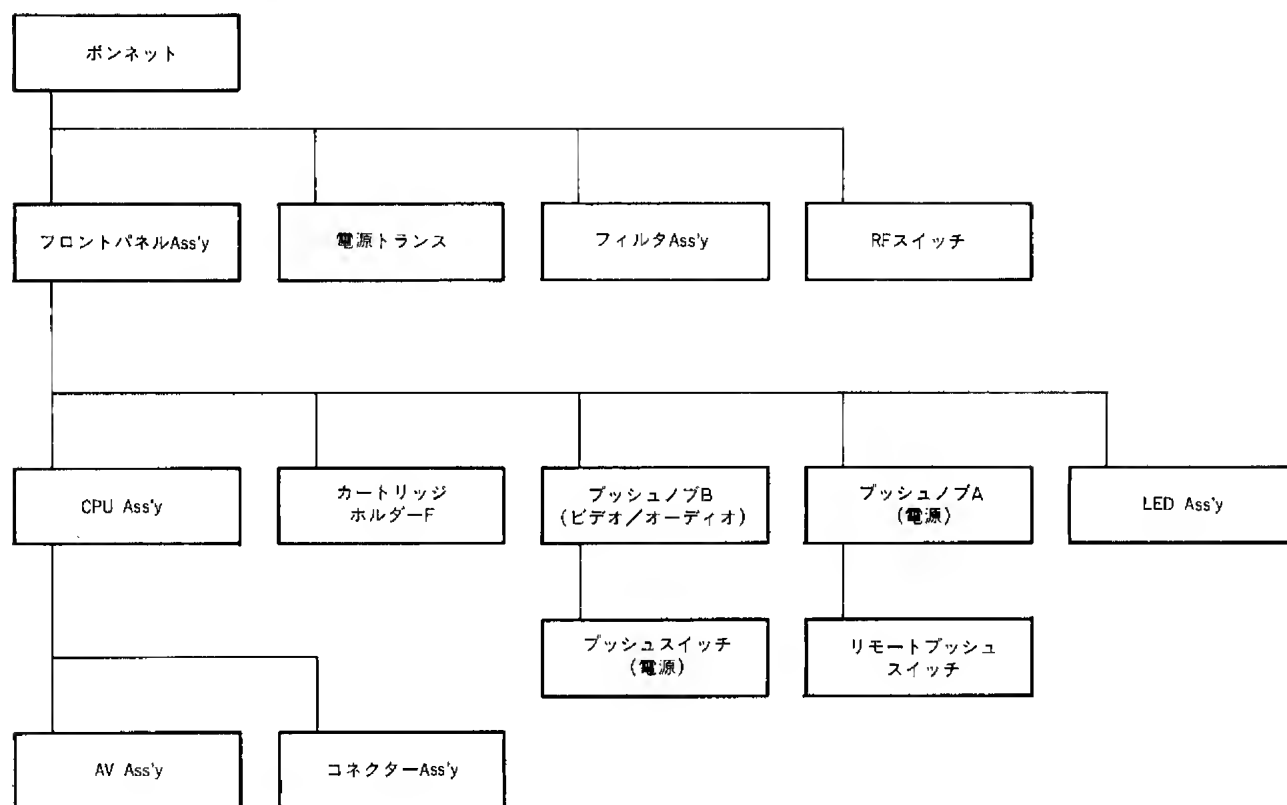 ボンネット
フロントパネルAss'y
電源トランス
フィルタAss'y
RFスイッチ
CPU Ass'y
カートリッジ
ホルダーF
プッシュノブB
(ビデオ/オーディオ)
プッシュノブA
(電源)
LED Ass'y
プッシュスイッチ
(電源)
リモートプッシュ
スイッチ
AV Ass'y
コネクターAss'y